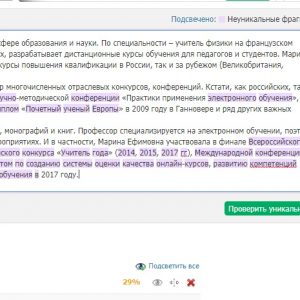 Подсвечено: Неуникальные фраг
сфере образования и науки. По специальности – учитель физики на французском
х, разрабатывает дистанционные курсы обучения для педагогов и студентов. Мари
курсы повышения квалификации в России, так и за рубежом (Великобритания,
р многочисленных отраслевых конкурсов, конференций. Кстати, как российских, та
учно-методической конференции «Практики применения электронного обучения»,
плом «Почетный ученый Европы» в 2009 году в Ганновере и ряд других важных
, монографий и книг. Профессор специализируется на электронном обучении, поэт
роприятиях. И в частности, Марина Ефимовна участвовала в финале Всероссийског
ского конкурса «Учитель года» (2014, 2015, 2017 гг), Международной конференци
том по созданию системы оценки качества онлайн-курсов, развитию компетенций
обучения в 2017 году.
Проверить уникальн
Подсветить все
29%